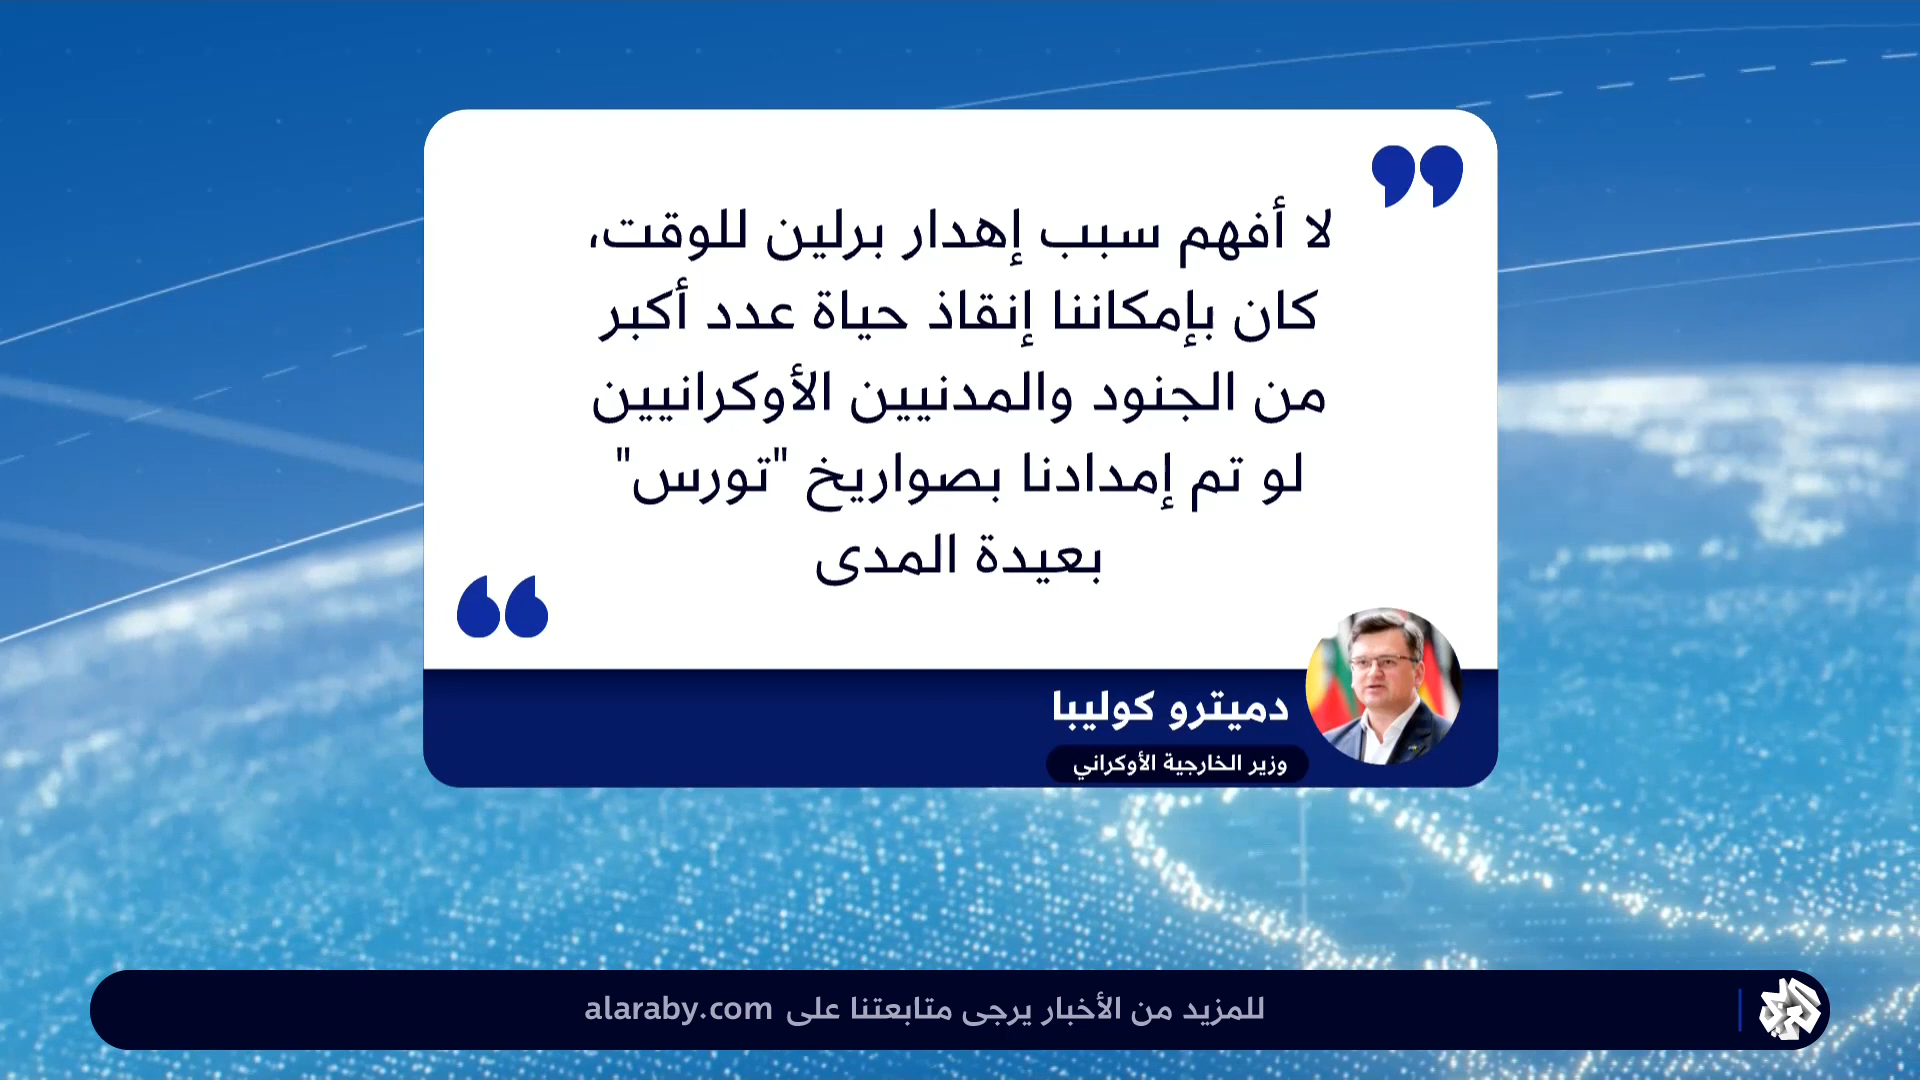 لا أفهم سبب إهدار برلين للوقت،
كان بإمكاننا إنقاذ حياة عدد أكبر
من الجنود والمدنيين الأوكرانيين
لو تم إمدادنا بصواريخ "تورس"
بعيدة المدى
دميترو كوليبا
وزير الخارجية الأوكراني
للمزيد من الأخبار يرجى متابعتنا على alaraby.com